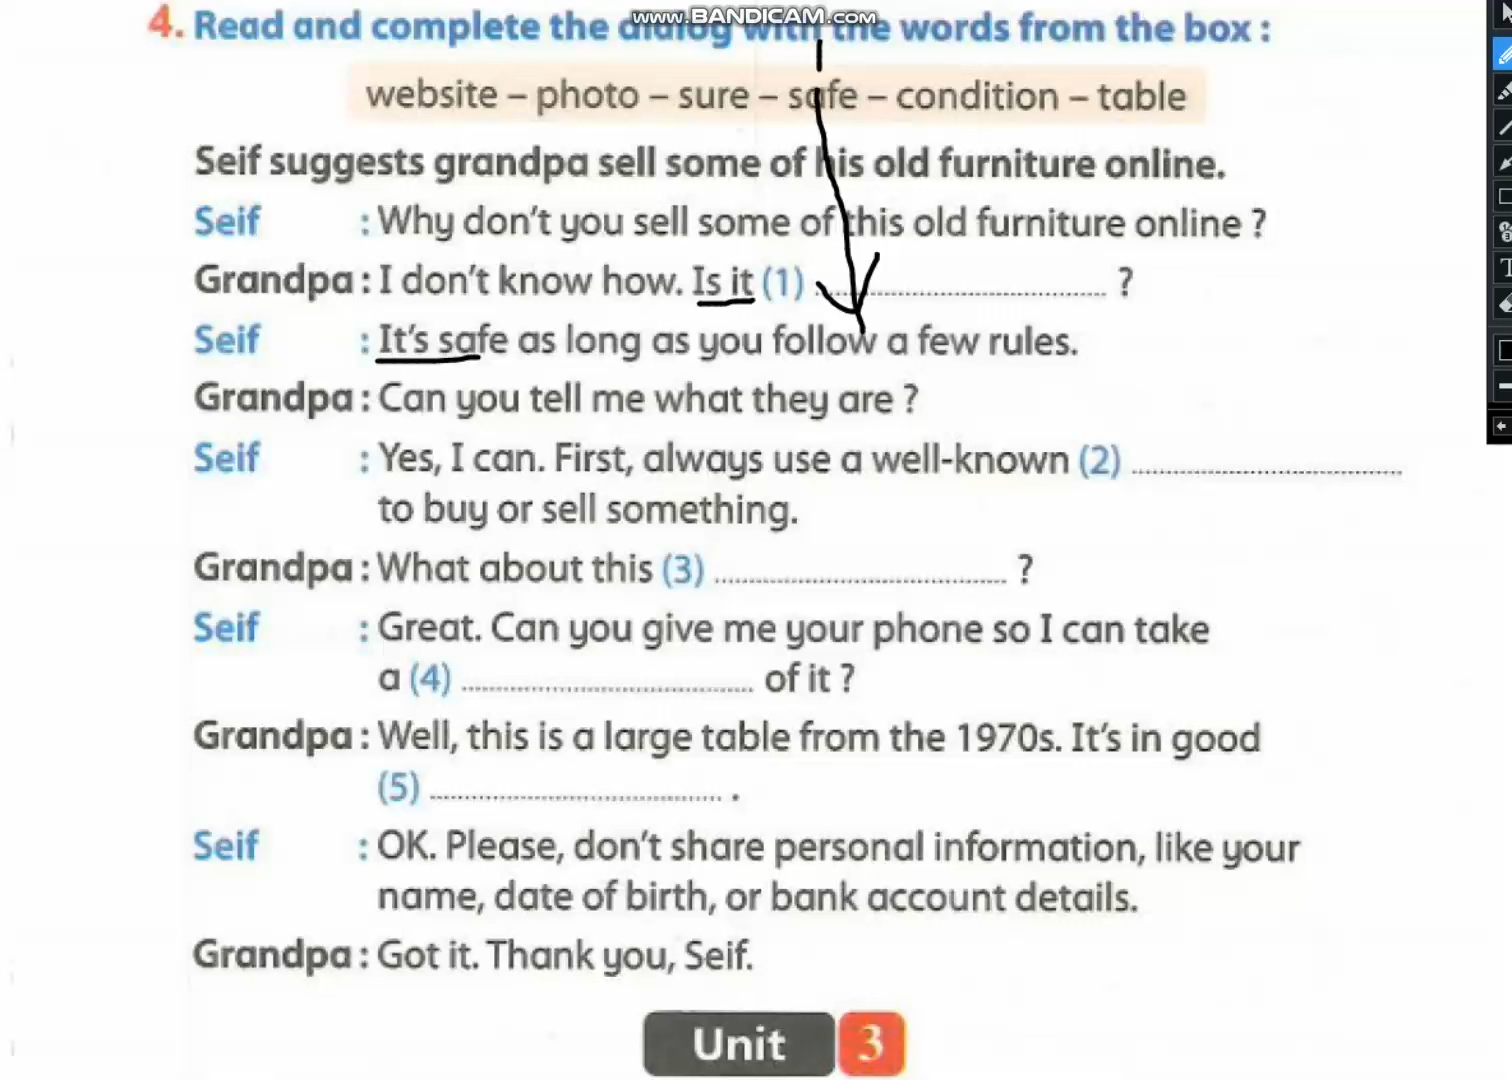 www.BANDICAM.com
4. Read and complete the dialog with the words from the box :
website – photo – sure – safe – condition – table
Seif suggests grandpa sell some of his old furniture online.
Seif : Why don't you sell some of this old furniture online ?
Grandpa : I don't know how. Is it (1) ........................................ ?
Seif : It's safe as long as you follow a few rules.
Grandpa : Can you tell me what they are ?
Seif : Yes, I can. First, always use a well-known (2) ........................................
to buy or sell something.
Grandpa : What about this (3) ........................................ ?
Seif : Great. Can you give me your phone so I can take
a (4) ........................................ of it ?
Grandpa : Well, this is a large table from the 1970s. It's in good
(5) ........................................ .
Seif : OK. Please, don't share personal information, like your
name, date of birth, or bank account details.
Grandpa : Got it. Thank you, Seif.
Unit 3